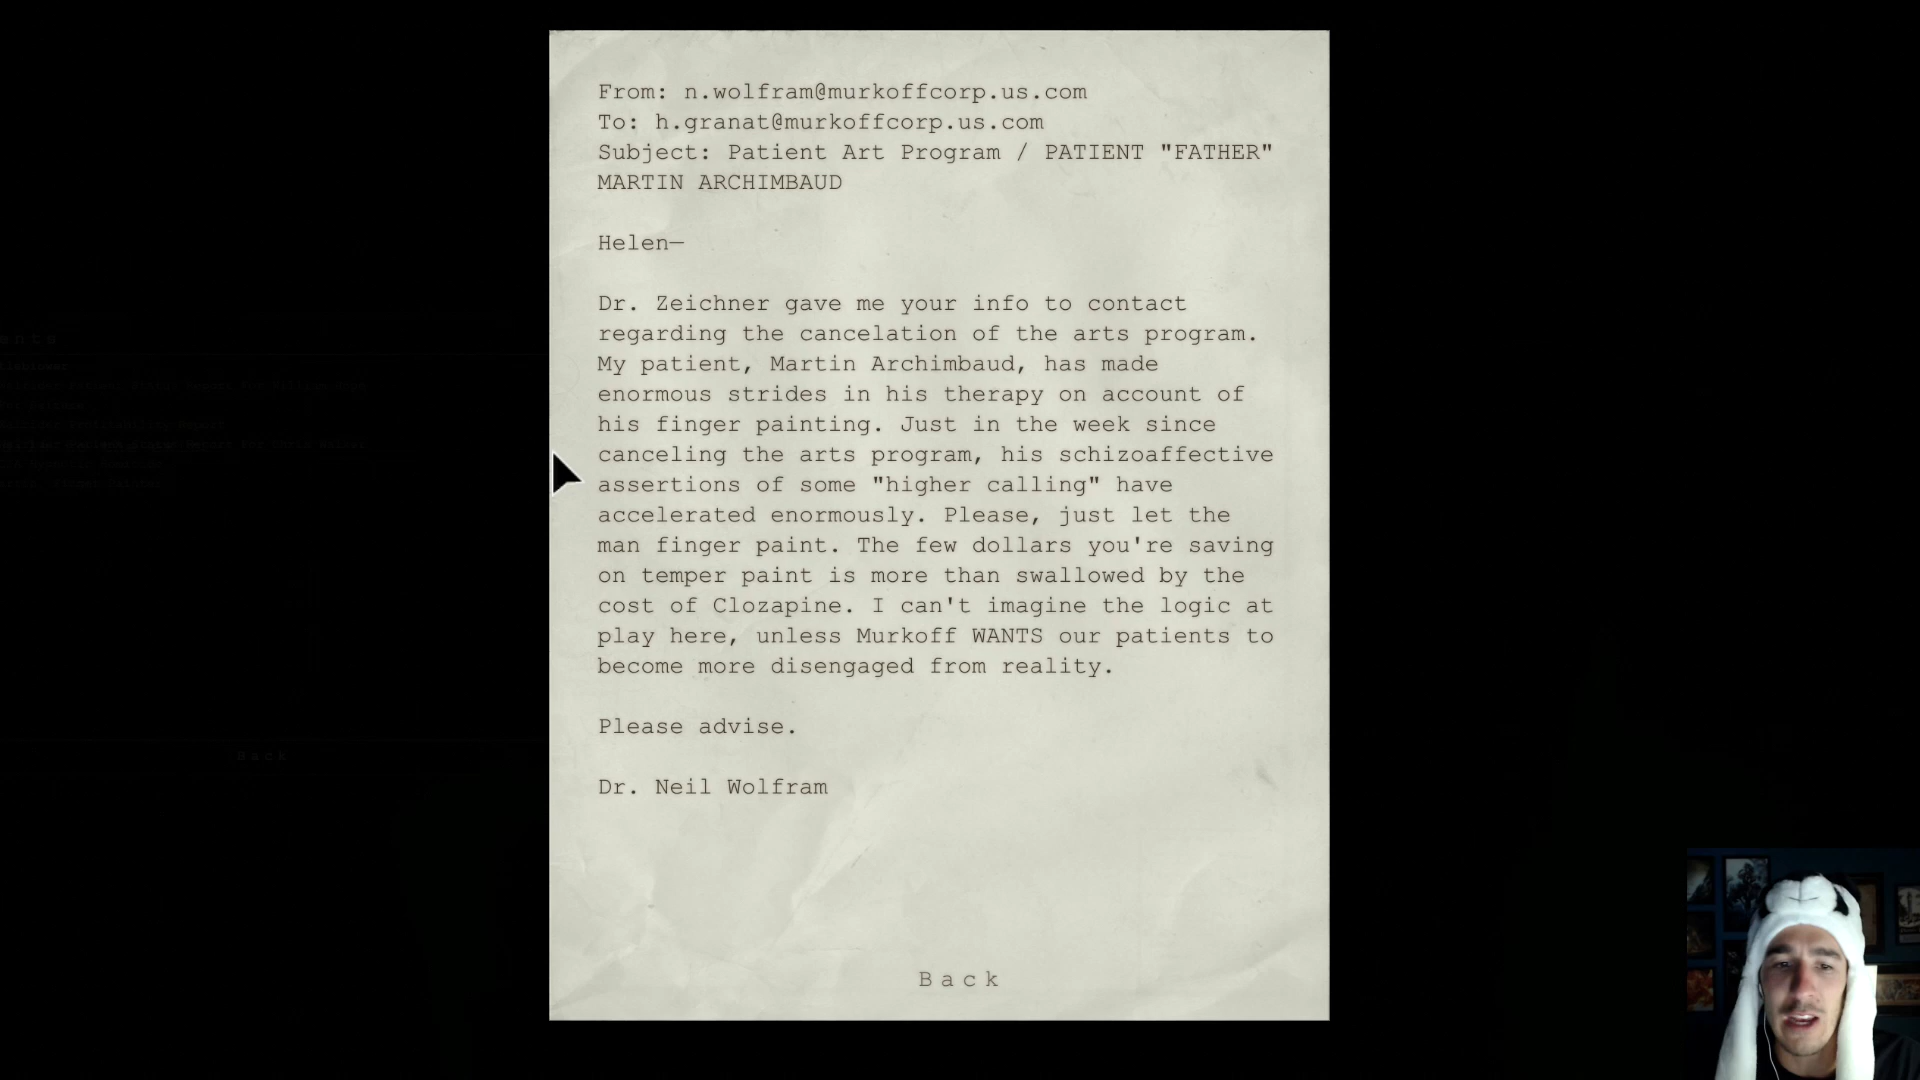 From: n.wolfram@murkoffcorp.us.com
To: h.granat@murkoffcorp.us.com
Subject: Patient Art Program / PATIENT "FATHER"
MARTIN ARCHIMBAUD
Helen—
Dr. Zeichner gave me your info to contact
regarding the cancelation of the arts program.
My patient, Martin Archimbaud, has made
enormous strides in his therapy on account of
his finger painting. Just in the week since
canceling the arts program, his schizoaffective
assertions of some "higher calling" have
accelerated enormously. Please, just let the
man finger paint. The few dollars you're saving
on temper paint is more than swallowed by the
cost of Clozapine. I can't imagine the logic at
play here, unless Murkoff WANTS our patients to
become more disengaged from reality.
Please advise.
Dr. Neil Wolfram
Back
Back